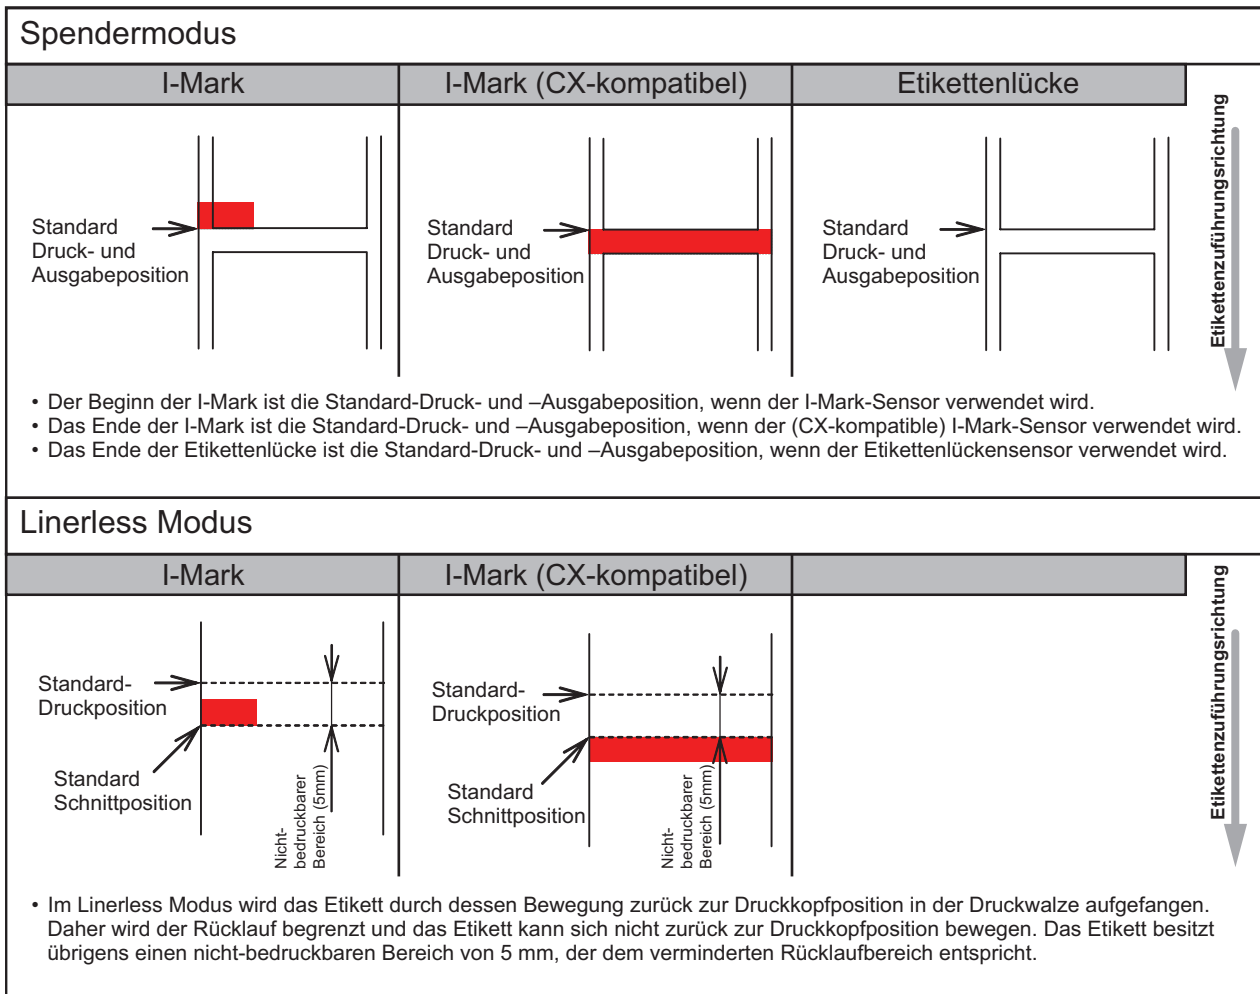 Spendermodus
I-Mark
I-Mark (CX-kompatibel)
Etikettenlücke
Etikettenzuführungsrichtung
Standard
Druck- und
Ausgabeposition
Standard
Druck- und
Ausgabeposition
Standard
Druck- und
Ausgabeposition
• Der Beginn der I-Mark ist die Standard-Druck- und –Ausgabeposition, wenn der I-Mark-Sensor verwendet wird.
• Das Ende der I-Mark ist die Standard-Druck- und –Ausgabeposition, wenn der (CX-kompatible) I-Mark-Sensor verwendet wird.
• Das Ende der Etikettenlücke ist die Standard-Druck- und –Ausgabeposition, wenn der Etikettenlückensensor verwendet wird.
Linerless Modus
I-Mark
I-Mark (CX-kompatibel)
Etikettenzuführungsrichtung
Standard-
Druckposition
Standard
Schnittposition
Nicht-
bedruckbarer
Bereich (5mm)
Standard-
Druckposition
Standard
Schnittposition
Nicht-
bedruckbarer
Bereich (5mm)
• Im Linerless Modus wird das Etikett durch dessen Bewegung zurück zur Druckkopfposition in der Druckwalze aufgefangen.
Daher wird der Rücklauf begrenzt und das Etikett kann sich nicht zurück zur Druckkopfposition bewegen. Das Etikett besitzt
übrigens einen nicht-bedruckbaren Bereich von 5 mm, der dem verminderten Rücklaufbereich entspricht.